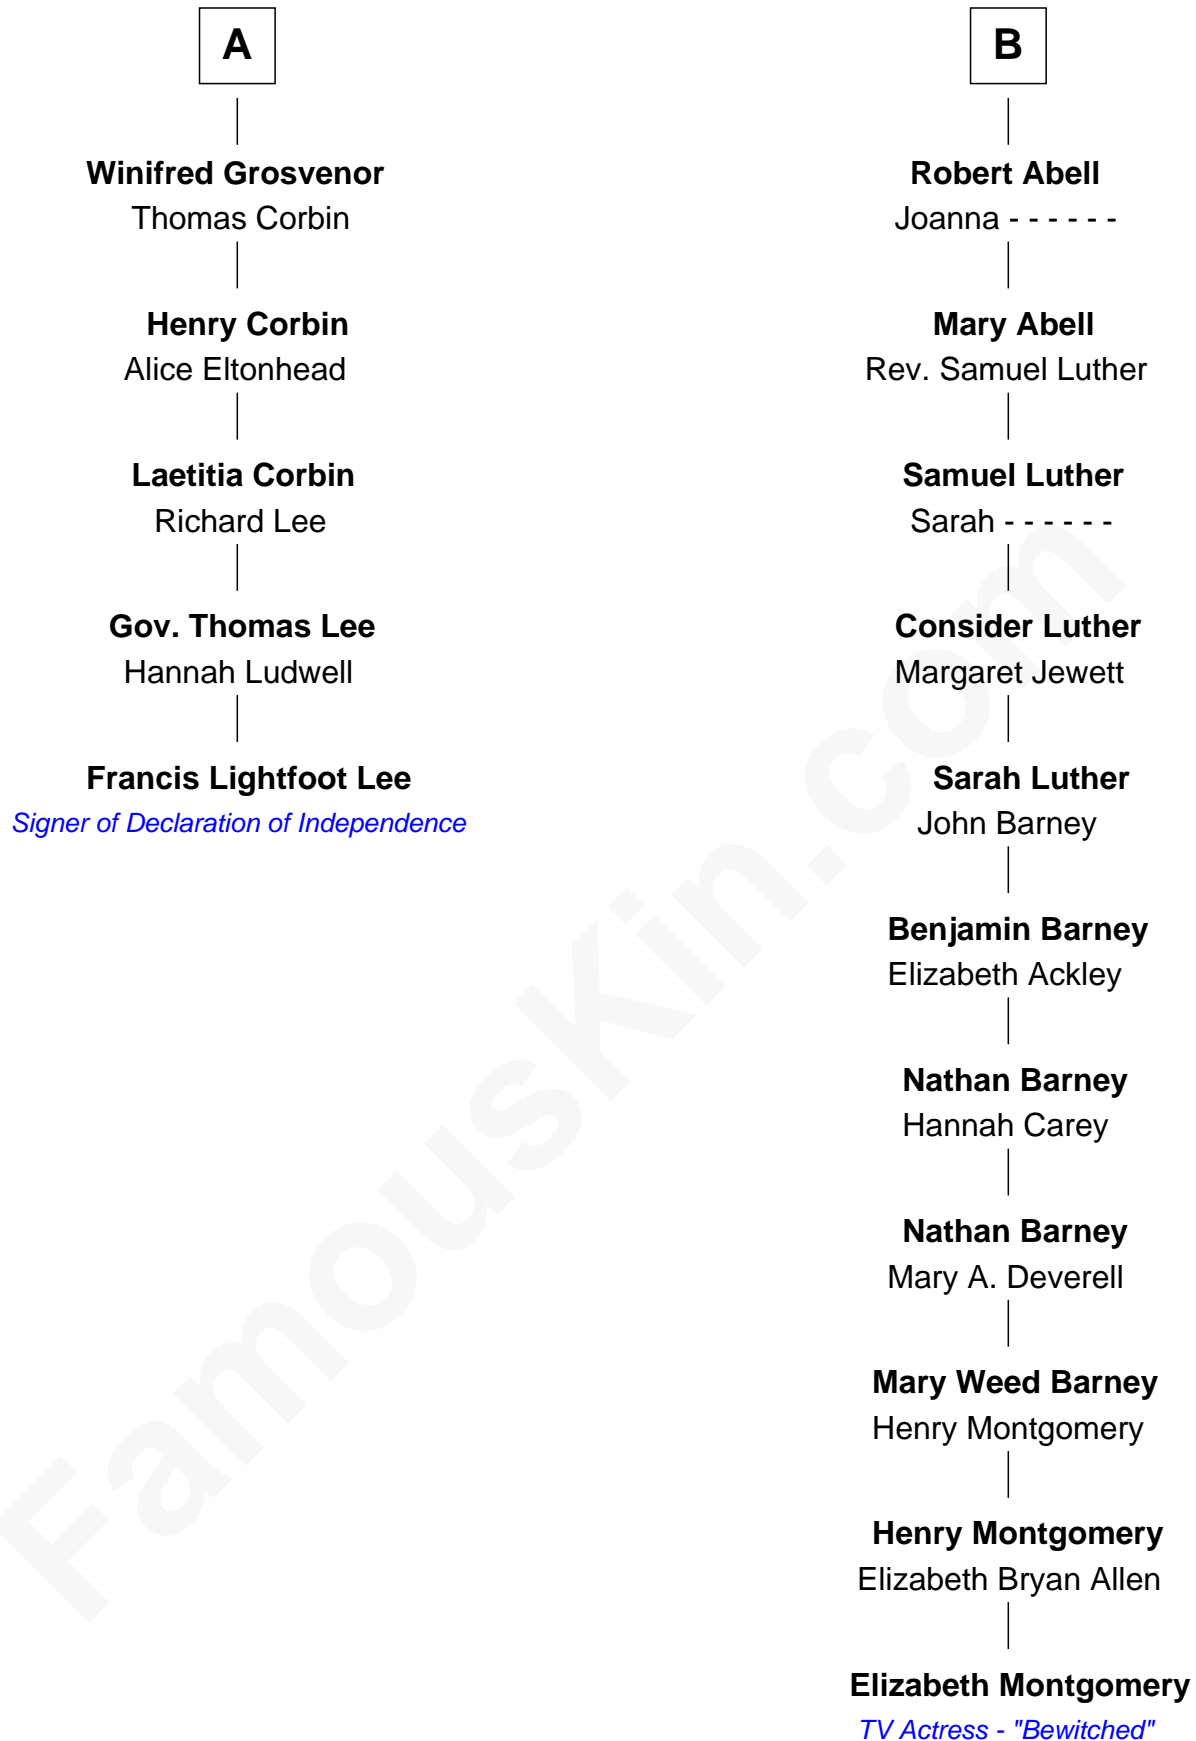 A
Winifred Grosvenor
Thomas Corbin
Henry Corbin
Alice Eltonhead
Laetitia Corbin
Richard Lee
Gov. Thomas Lee
Hannah Ludwell
Francis Lightfoot Lee
Signer of Declaration of Independence
B
Robert Abell
Joanna - - - - - -
Mary Abell
Rev. Samuel Luther
Samuel Luther
Sarah - - - - - -
Consider Luther
Margaret Jewett
Sarah Luther
John Barney
Benjamin Barney
Elizabeth Ackley
Nathan Barney
Hannah Carey
Nathan Barney
Mary A. Deverell
Mary Weed Barney
Henry Montgomery
Henry Montgomery
Elizabeth Bryan Allen
Elizabeth Montgomery
TV Actress - "Bewitched"
FamousKin.com